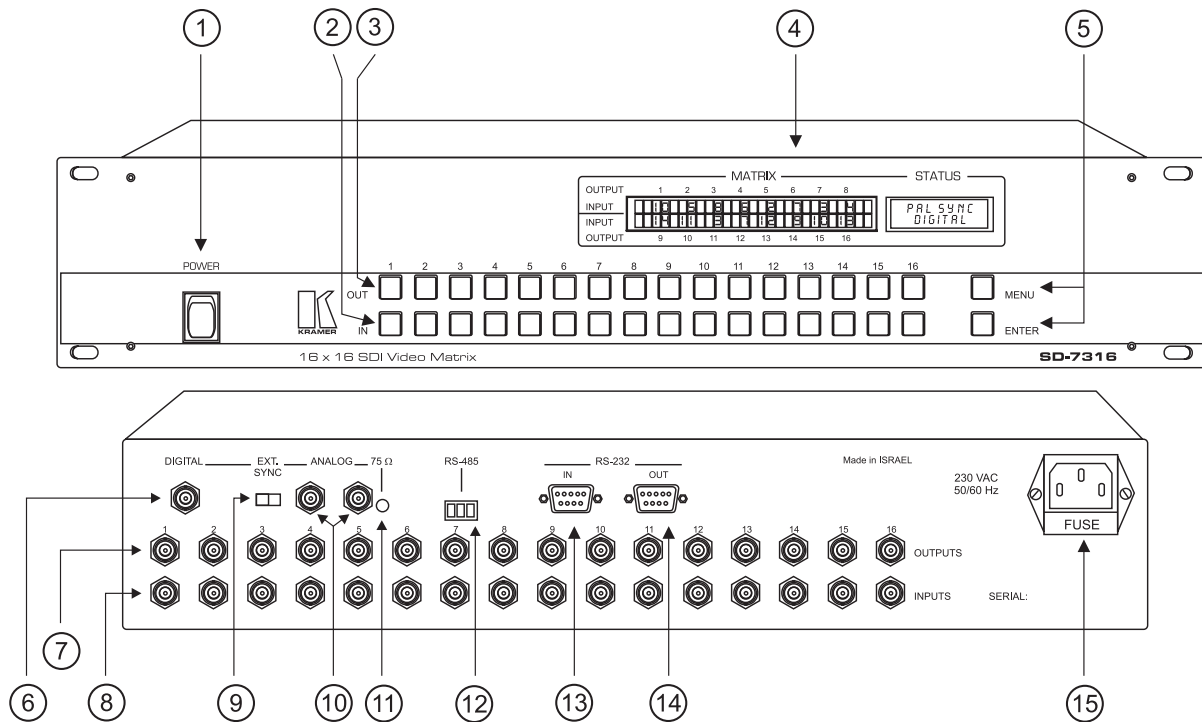 1 2 3 4 5
MATRIX STATUS
OUTPUT 1 2 3 4 5 6 7 8
INPUT
PAL SYNC
INPUT
DIGITAL
OUTPUT 9 10 11 12 13 14 15 16
POWER
1 2 3 4 5 6 7 8 9 10 11 12 13 14 15 16
OUT MENU
K
KRAMER
IN ENTER
16 x 16 SDI Video Matrix SD-7316
DIGITAL EXT. SYNC ANALOG 75 Ω RS-485 RS-232 Made in ISRAEL
IN OUT
230 VAC
50/60 Hz
1 2 3 4 5 6 7 8 9 10 11 12 13 14 15 16
FUSE
OUTPUTS
INPUTS SERIAL:
7
6 8 9 10 11 12 13 14 15